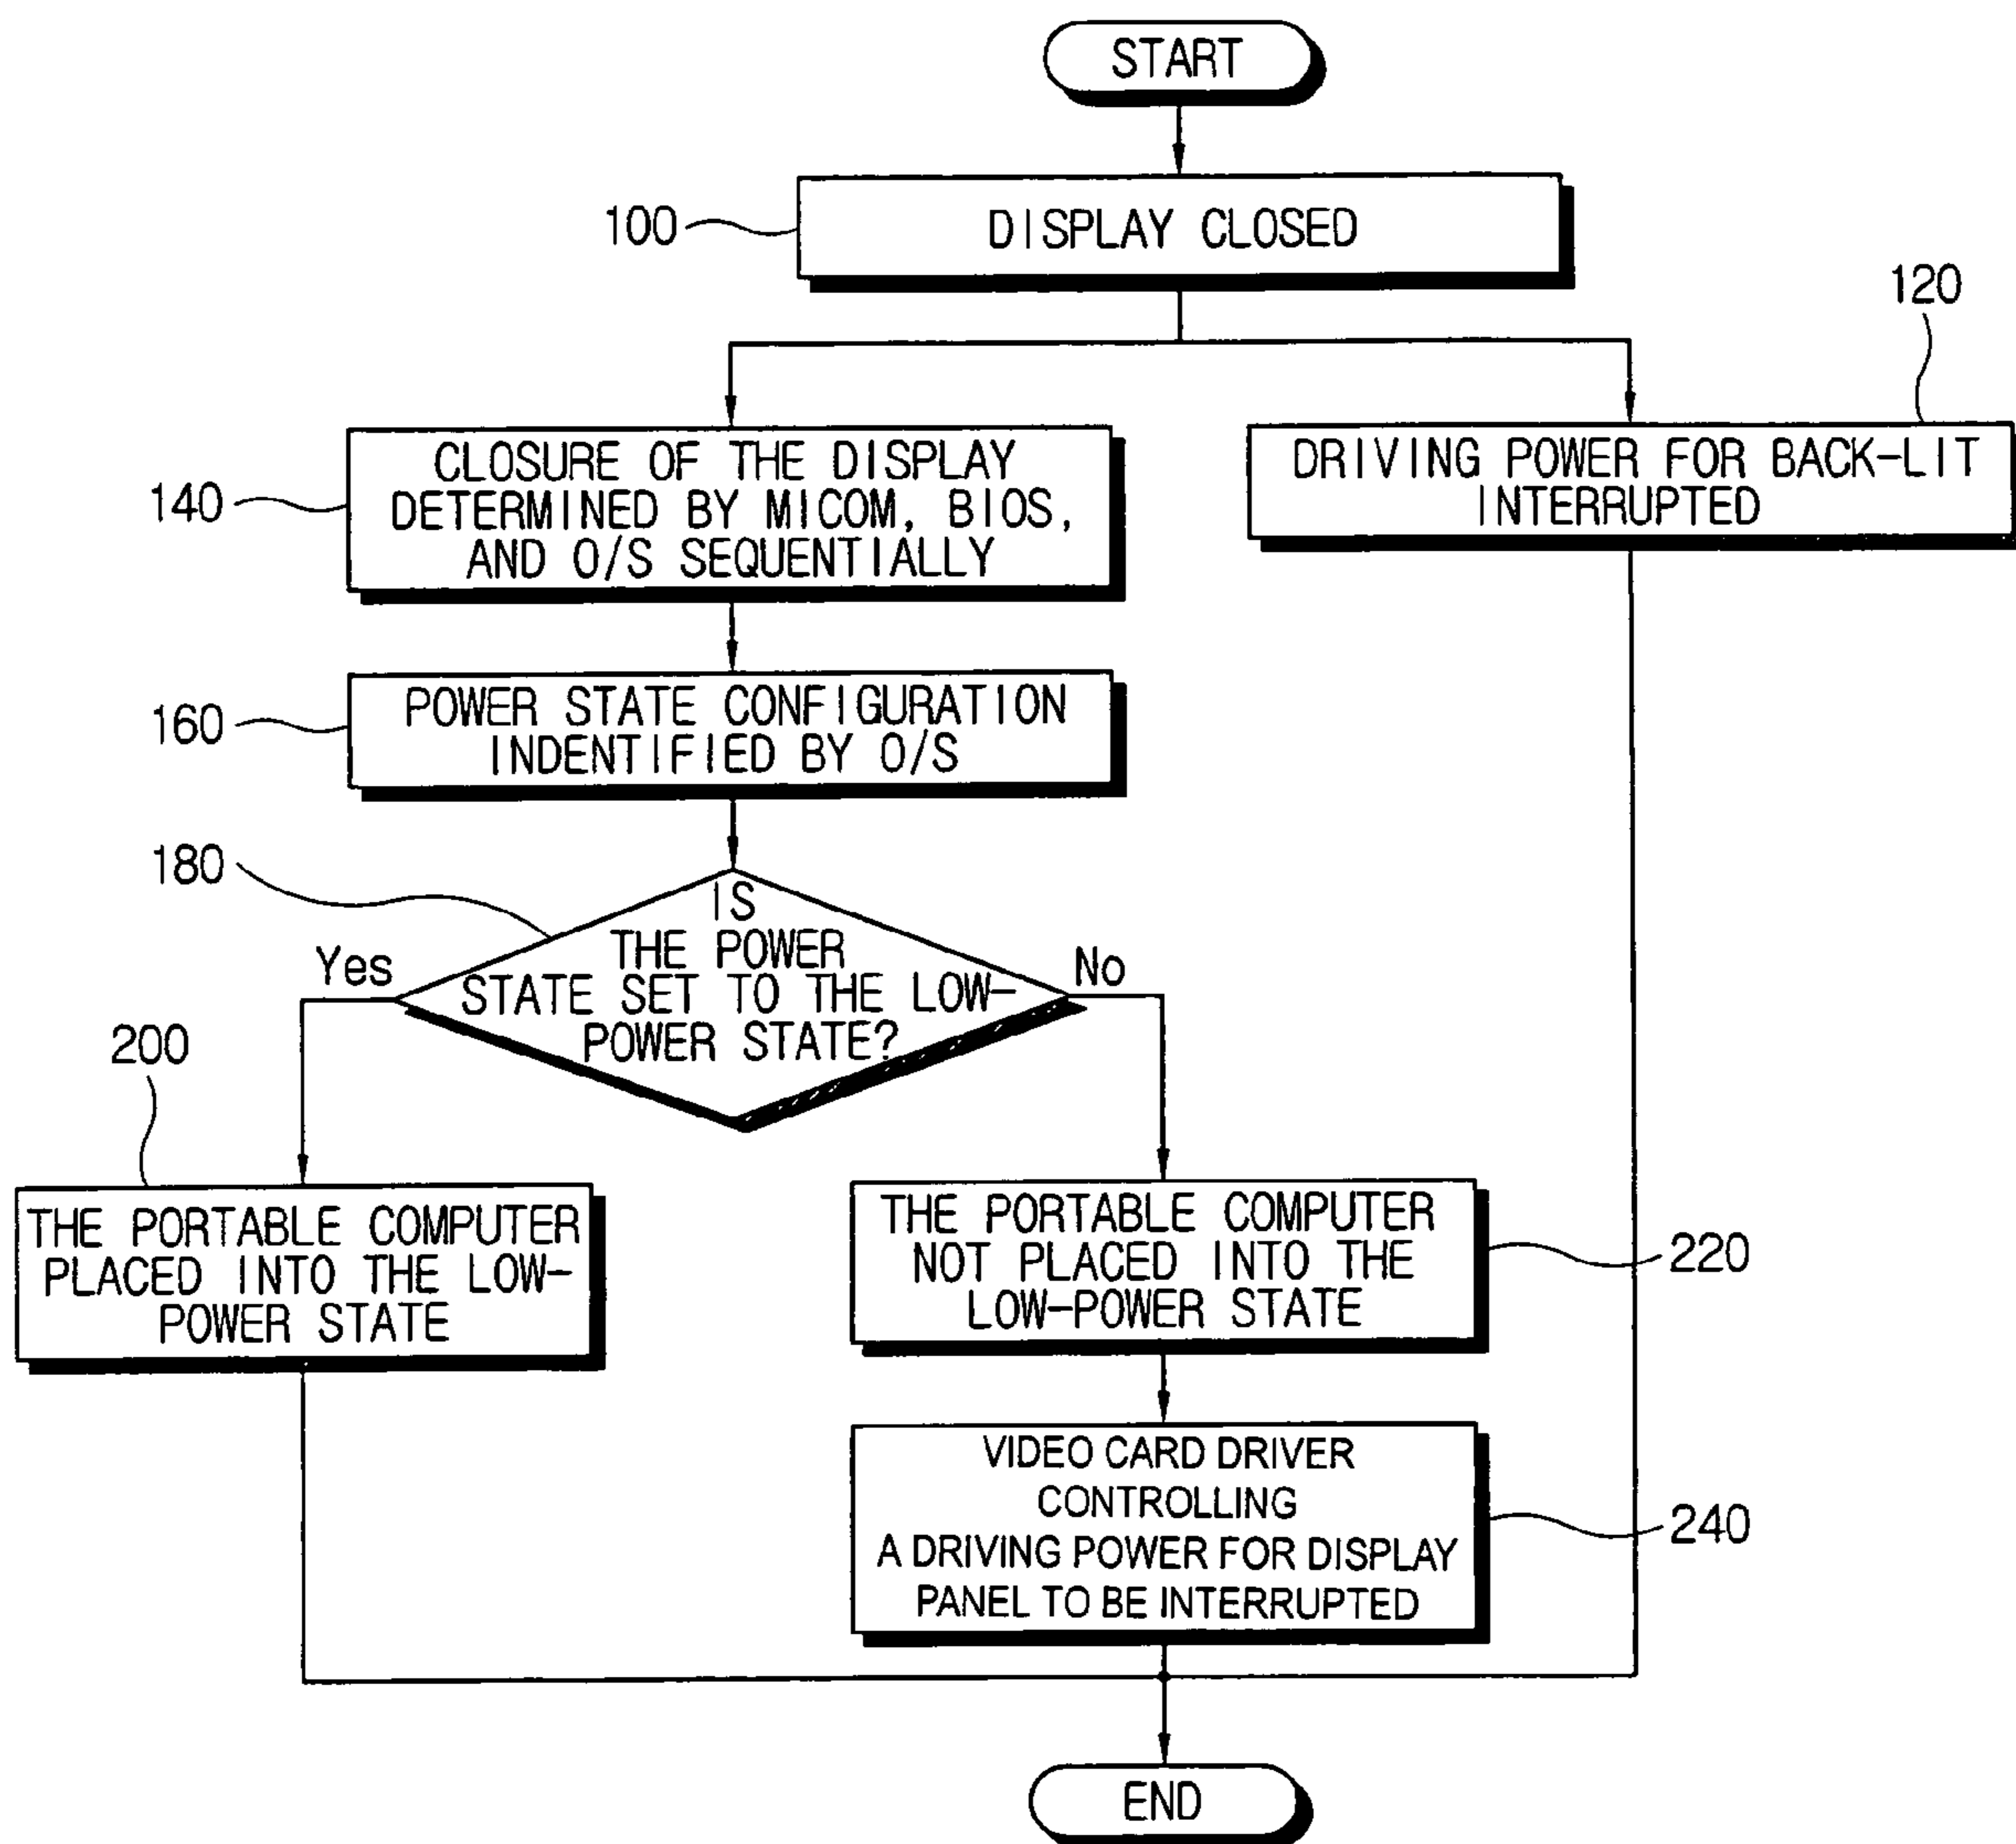 START
100
DISPLAY CLOSED
120
140
CLOSURE OF THE DISPLAY
DETERMINED BY MICOM, BIOS,
AND O/S SEQUENTIALLY
DRIVING POWER FOR BACK-LIT
INTERRUPTED
160
POWER STATE CONFIGURATION
INDENTIFIED BY O/S
180
IS
THE POWER
STATE SET TO THE LOW-
POWER STATE?
Yes
No
200
THE PORTABLE COMPUTER
PLACED INTO THE LOW-
POWER STATE
THE PORTABLE COMPUTER
NOT PLACED INTO THE
LOW-POWER STATE
220
VIDEO CARD DRIVER
CONTROLLING
A DRIVING POWER FOR DISPLAY
PANEL TO BE INTERRUPTED
240
END